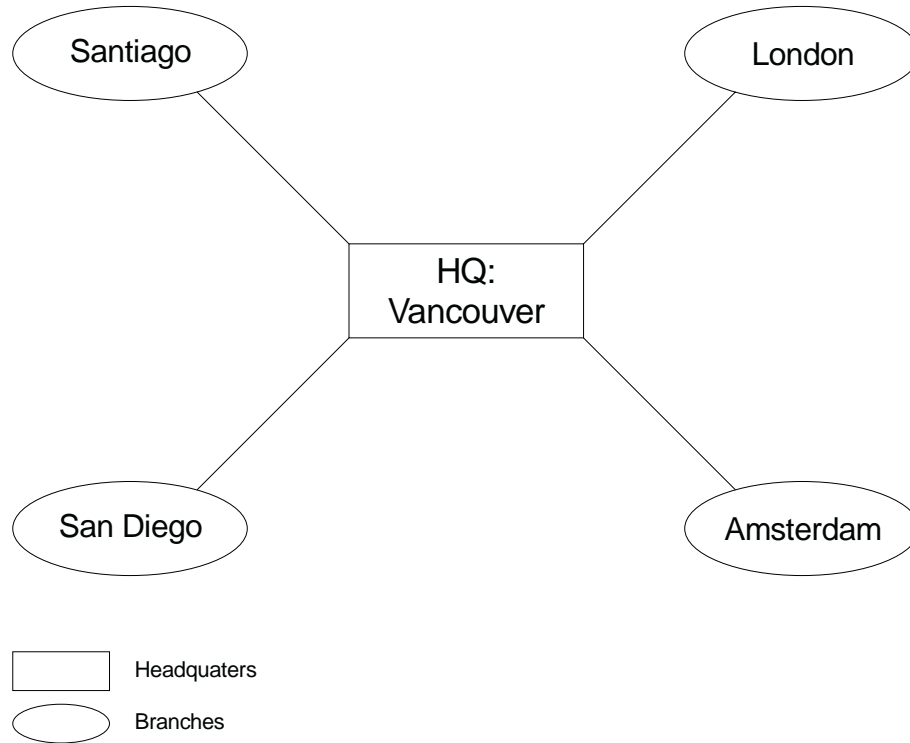 Santiago
London
HQ:
Vancouver
San Diego
Amsterdam
Headquaters
Branches